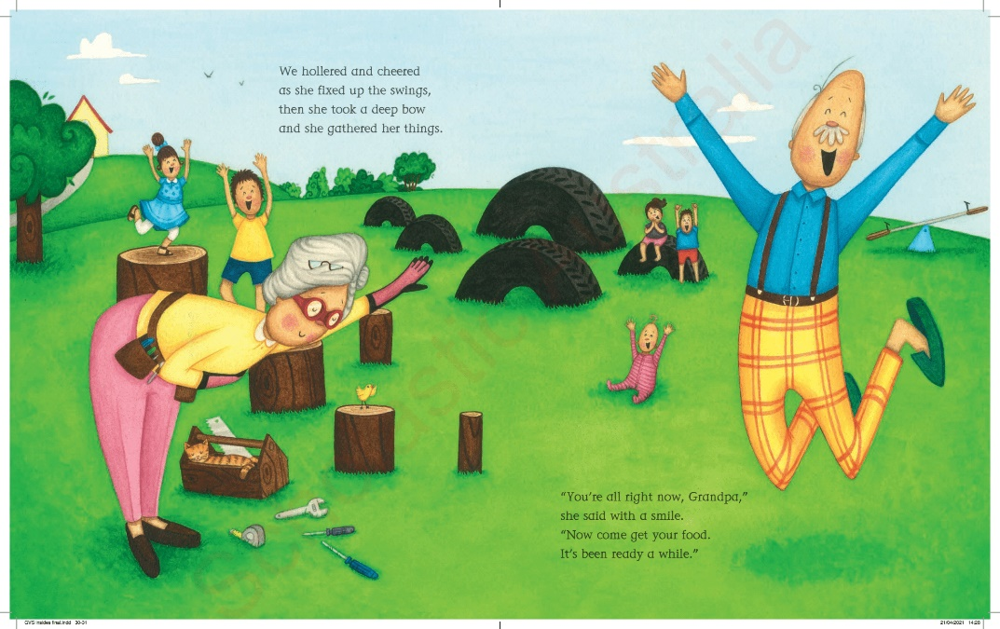 We hollered and cheered
as she fixed up the swings,
then she took a deep bow
and she gathered her things.
“You’re all right now, Grandpa,”
she said with a smile.
“Now come get your food.
It’s been ready a while.”
GVS insides final.indd   30-31
21/04/2021   14:28